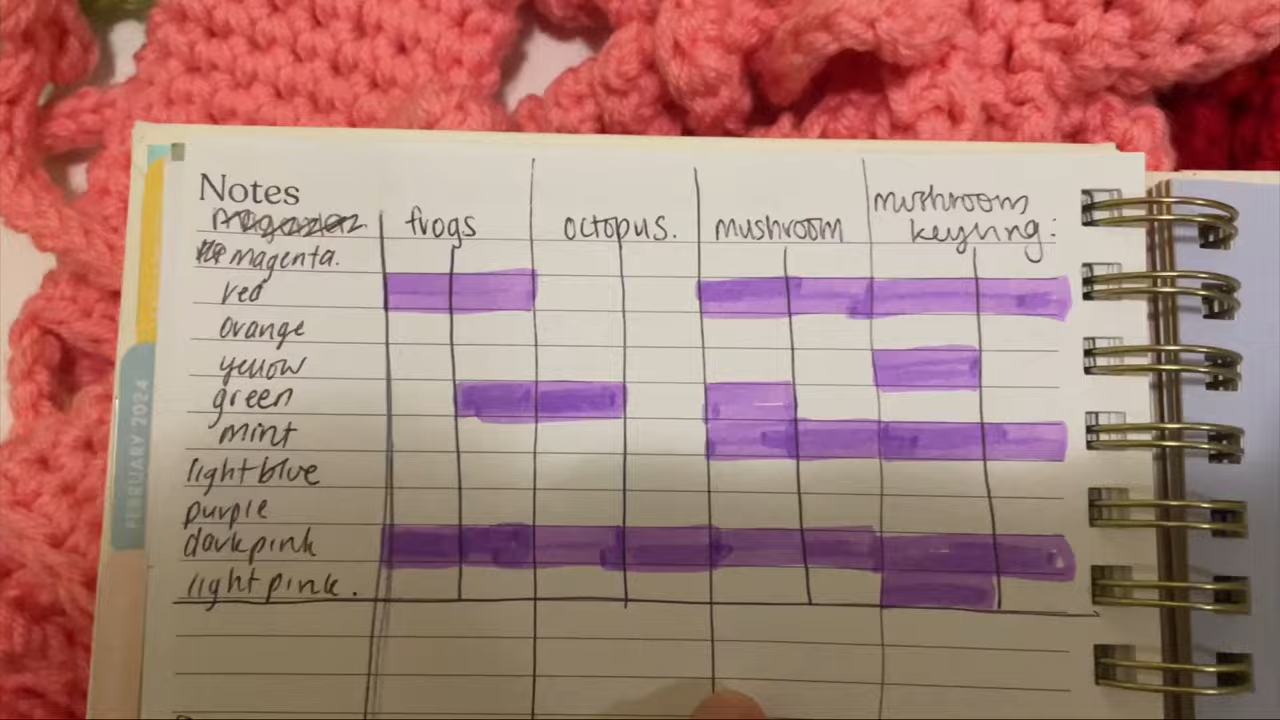 Notes
frogs octopus. mushroom mushroom keyring:
magenta.
red
orange
yellow
green
mint
light blue
purple
dark pink
light pink.
FEBRUARY 2024